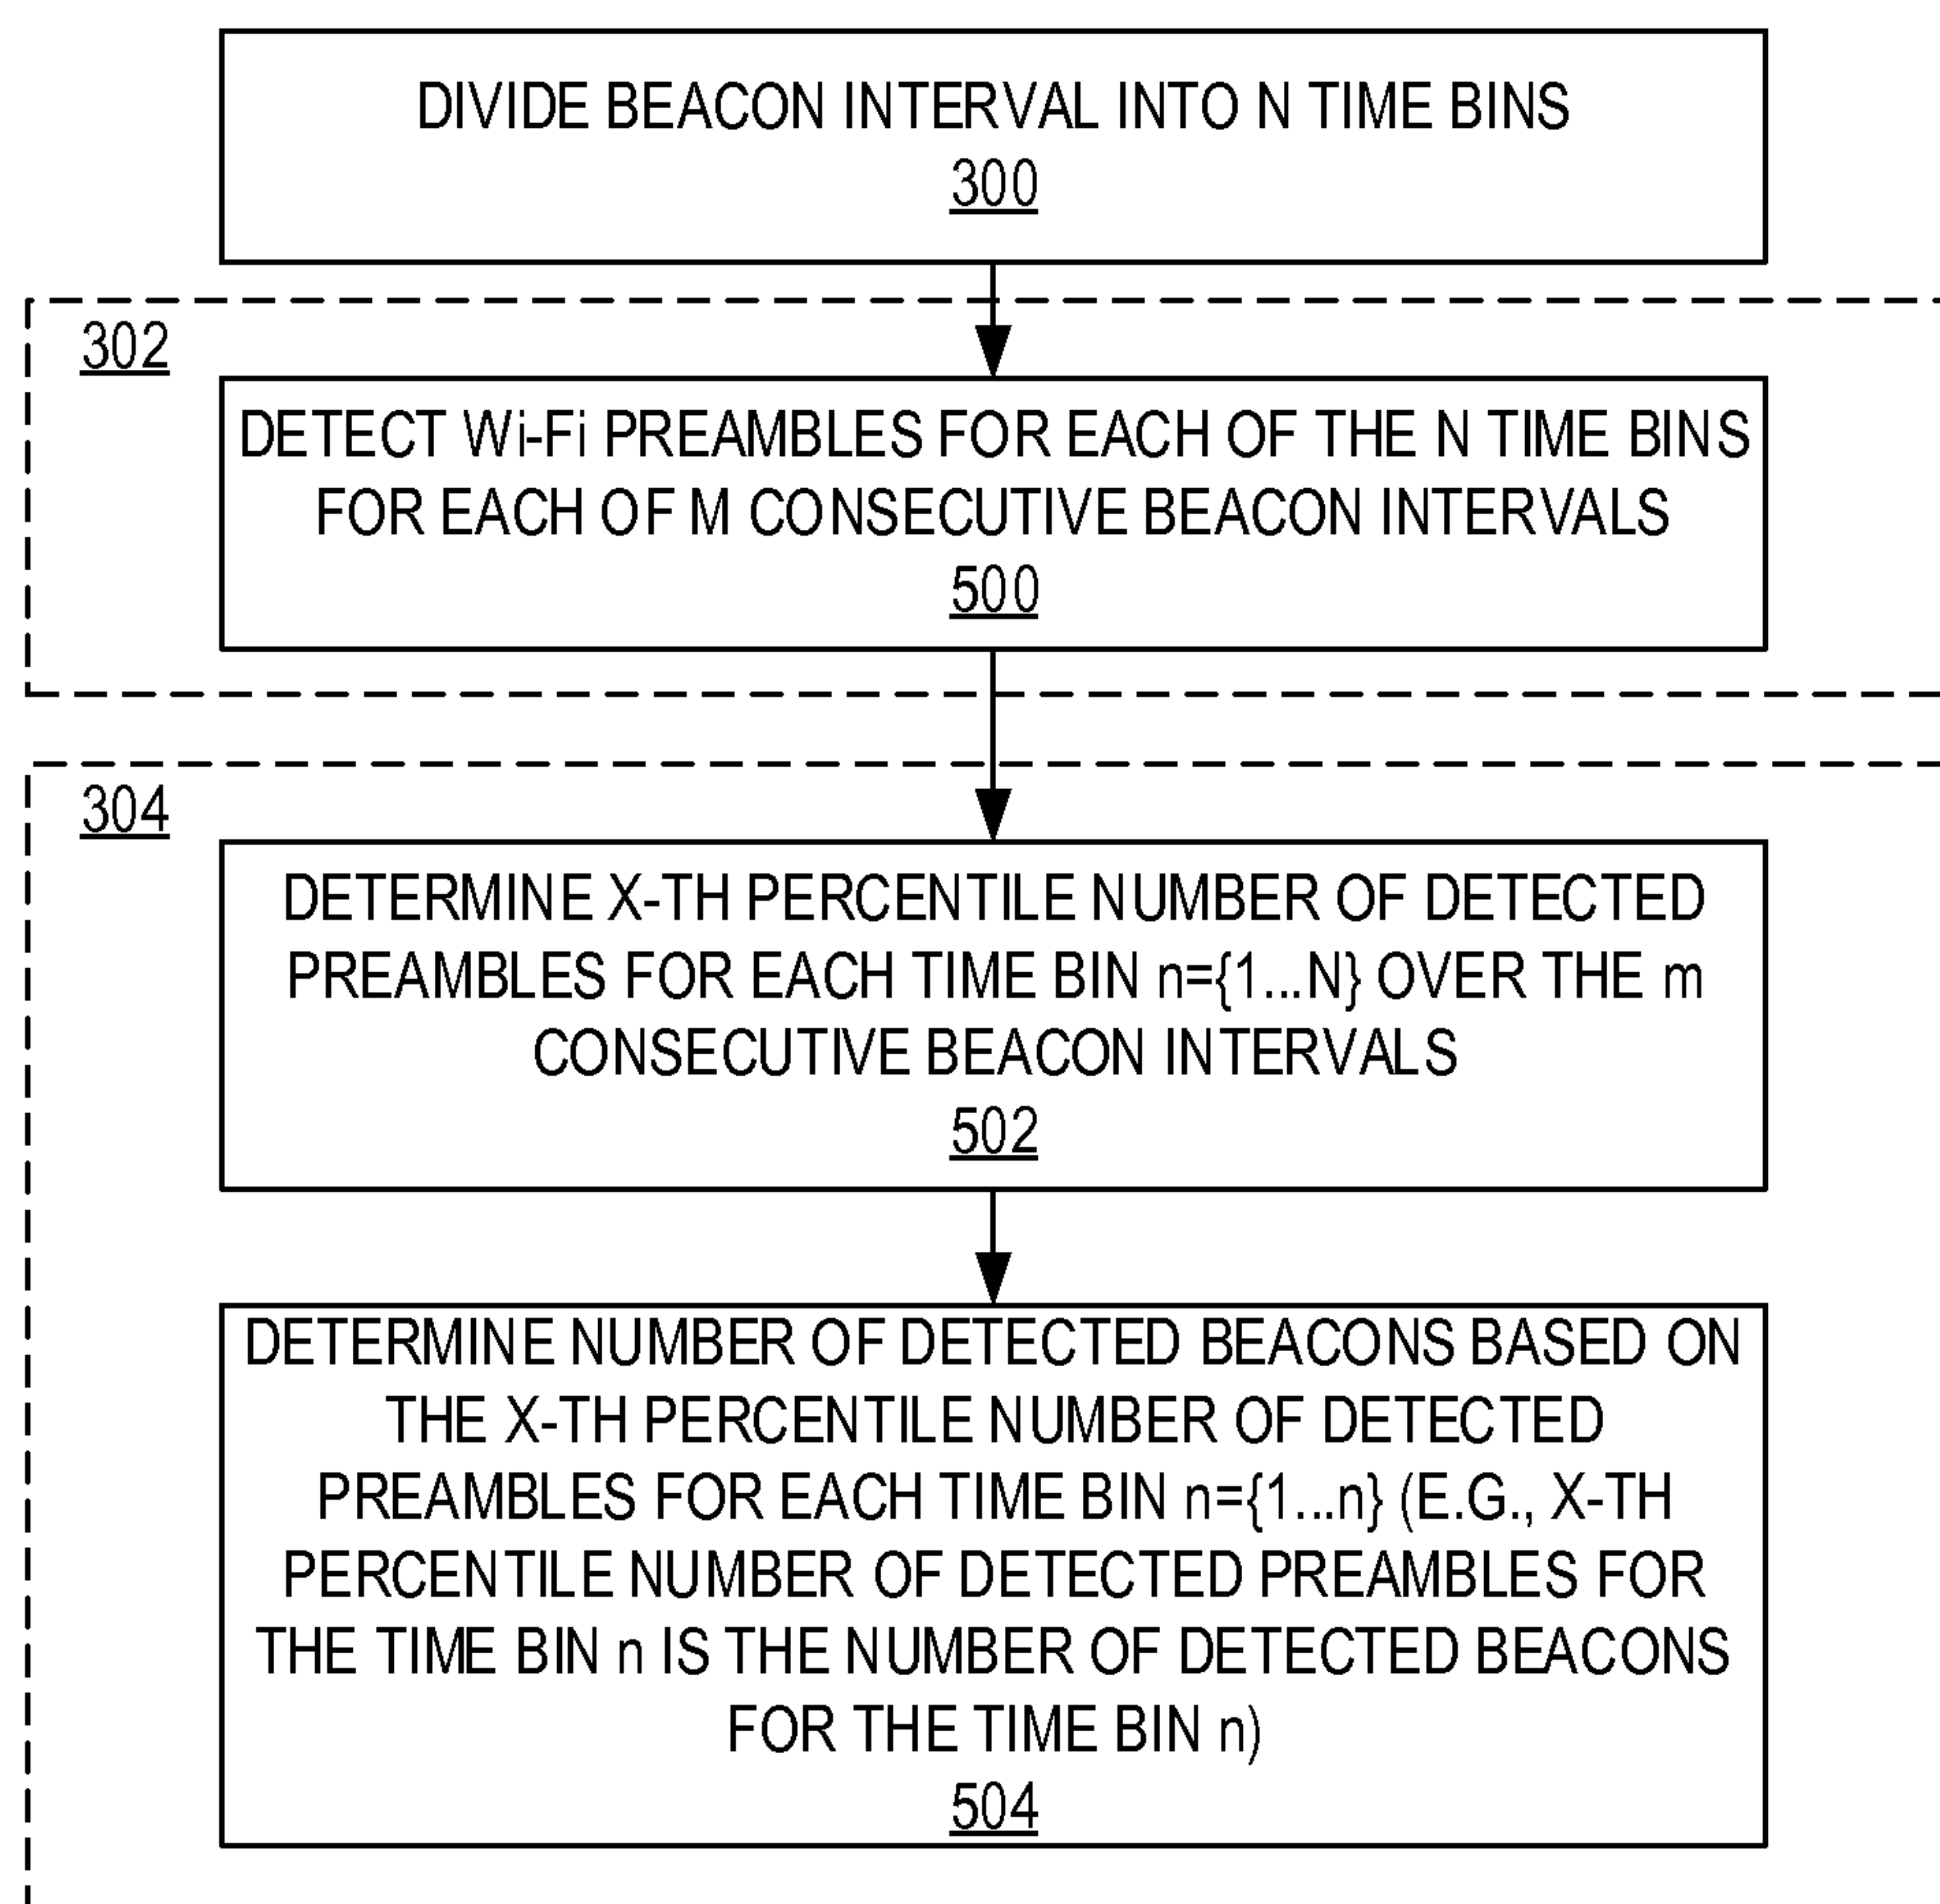 DIVIDE BEACON INTERVAL INTO N TIME BINS
300
302
DETECT Wi-Fi PREAMBLES FOR EACH OF THE N TIME BINS
FOR EACH OF M CONSECUTIVE BEACON INTERVALS
500
304
DETERMINE X-TH PERCENTILE NUMBER OF DETECTED
PREAMBLES FOR EACH TIME BIN n={1...N} OVER THE m
CONSECUTIVE BEACON INTERVALS
502
DETERMINE NUMBER OF DETECTED BEACONS BASED ON
THE X-TH PERCENTILE NUMBER OF DETECTED
PREAMBLES FOR EACH TIME BIN n={1...n} (E.G., X-TH
PERCENTILE NUMBER OF DETECTED PREAMBLES FOR
THE TIME BIN n IS THE NUMBER OF DETECTED BEACONS
FOR THE TIME BIN n)
504